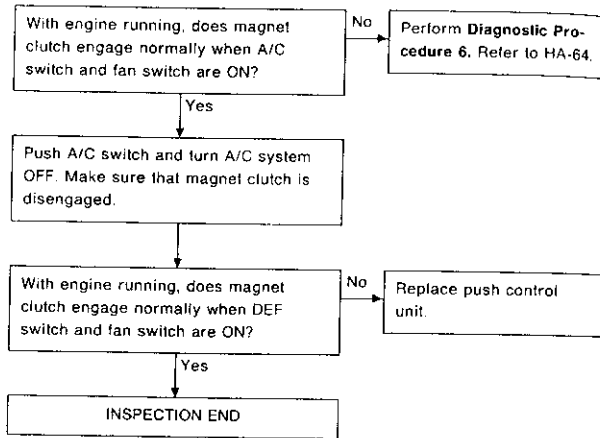 With engine running, does magnet
clutch engage normally when A/C
switch and fan switch are ON?
No
Perform Diagnostic Pro-
cedure 6. Refer to HA-64.
Yes
Push A/C switch and turn A/C system
OFF. Make sure that magnet clutch is
disengaged.
With engine running, does magnet
clutch engage normally when DEF
switch and fan switch are ON?
No
Replace push control
unit.
Yes
INSPECTION END